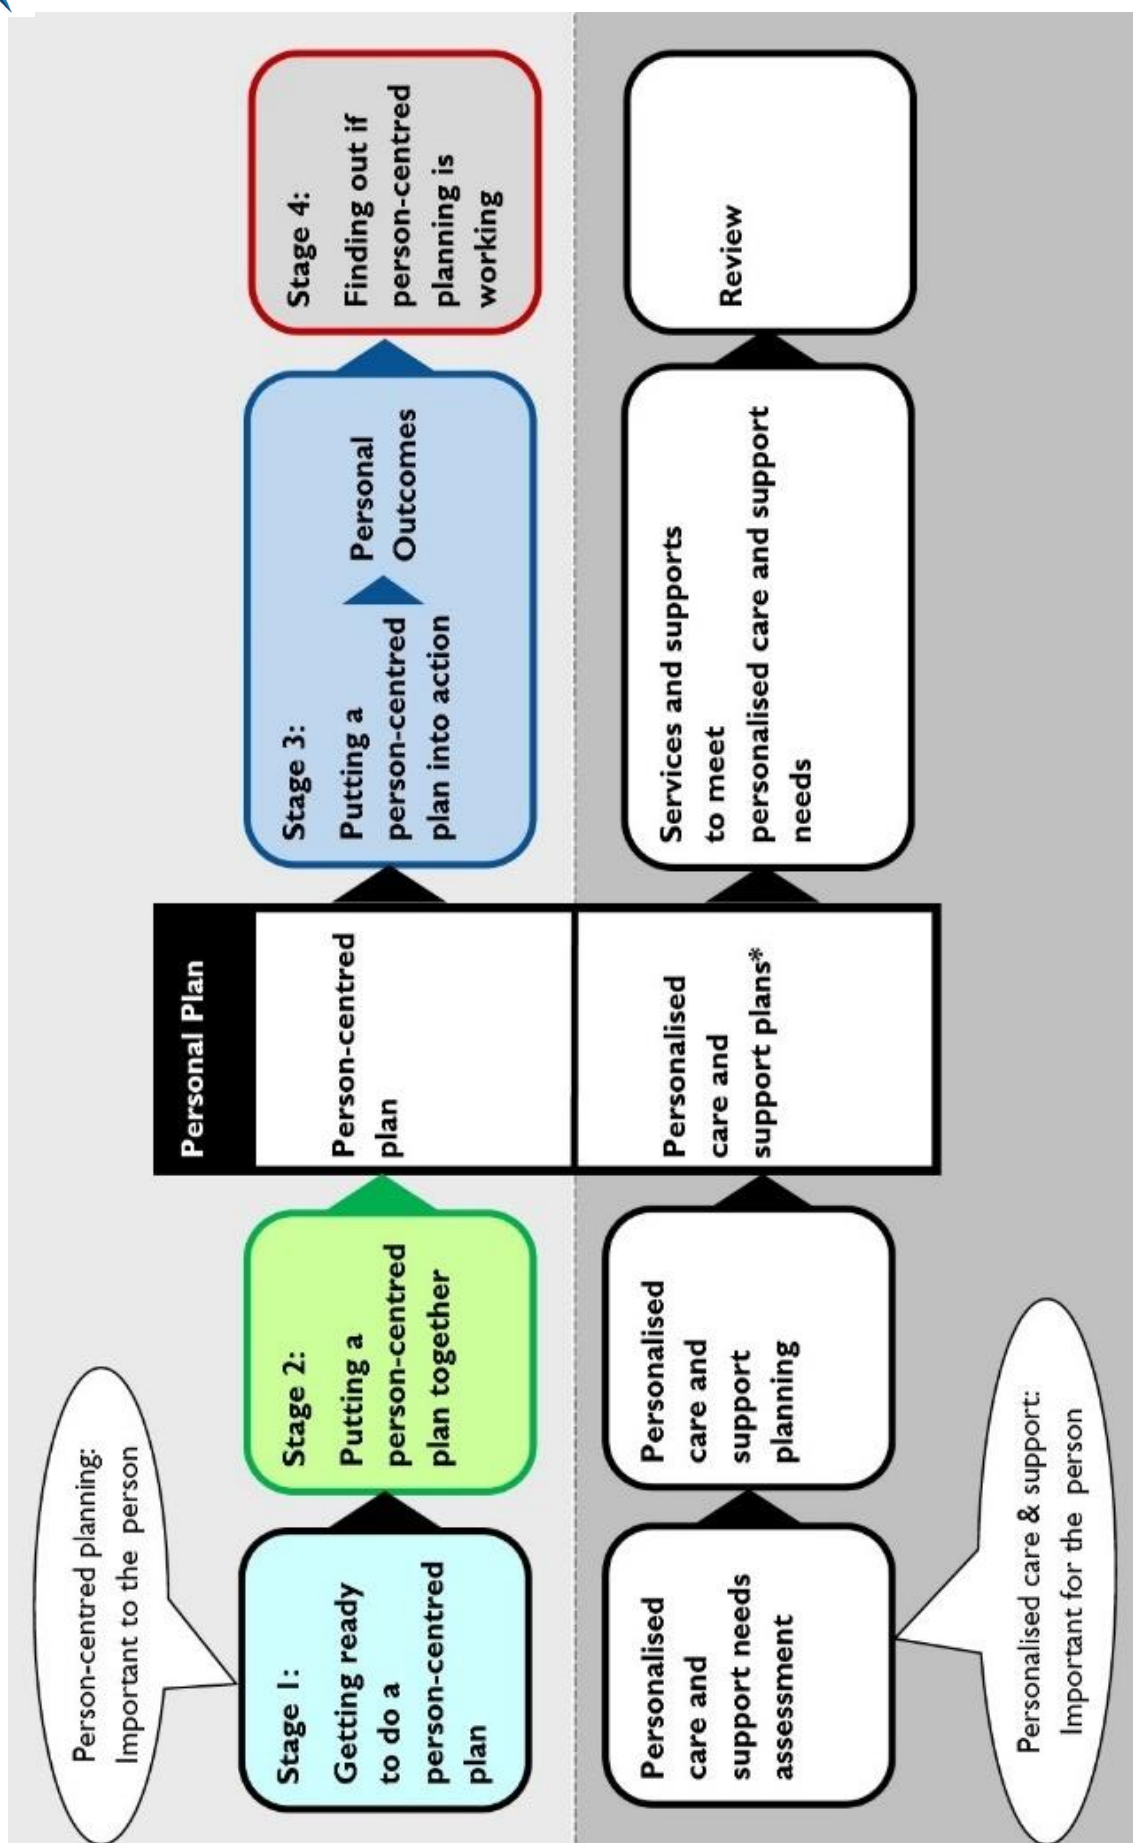 Person-centred planning:
Important to the person
Stage 1:
Getting ready
to do a
person-centred
plan
Stage 2:
Putting a
person-centred
plan together
Personal Plan
Person-centred
plan
Stage 3:
Putting a
person-centred
plan into action
Personal
Outcomes
Stage 4:
Finding out if
person-centred
planning is
working
Personalised
care and
support needs
assessment
Personalised
care and
support
planning
Personalised
care and
support plans*
Services and supports
to meet
personalised care and support
needs
Review
Personalised care & support:
Important for the person